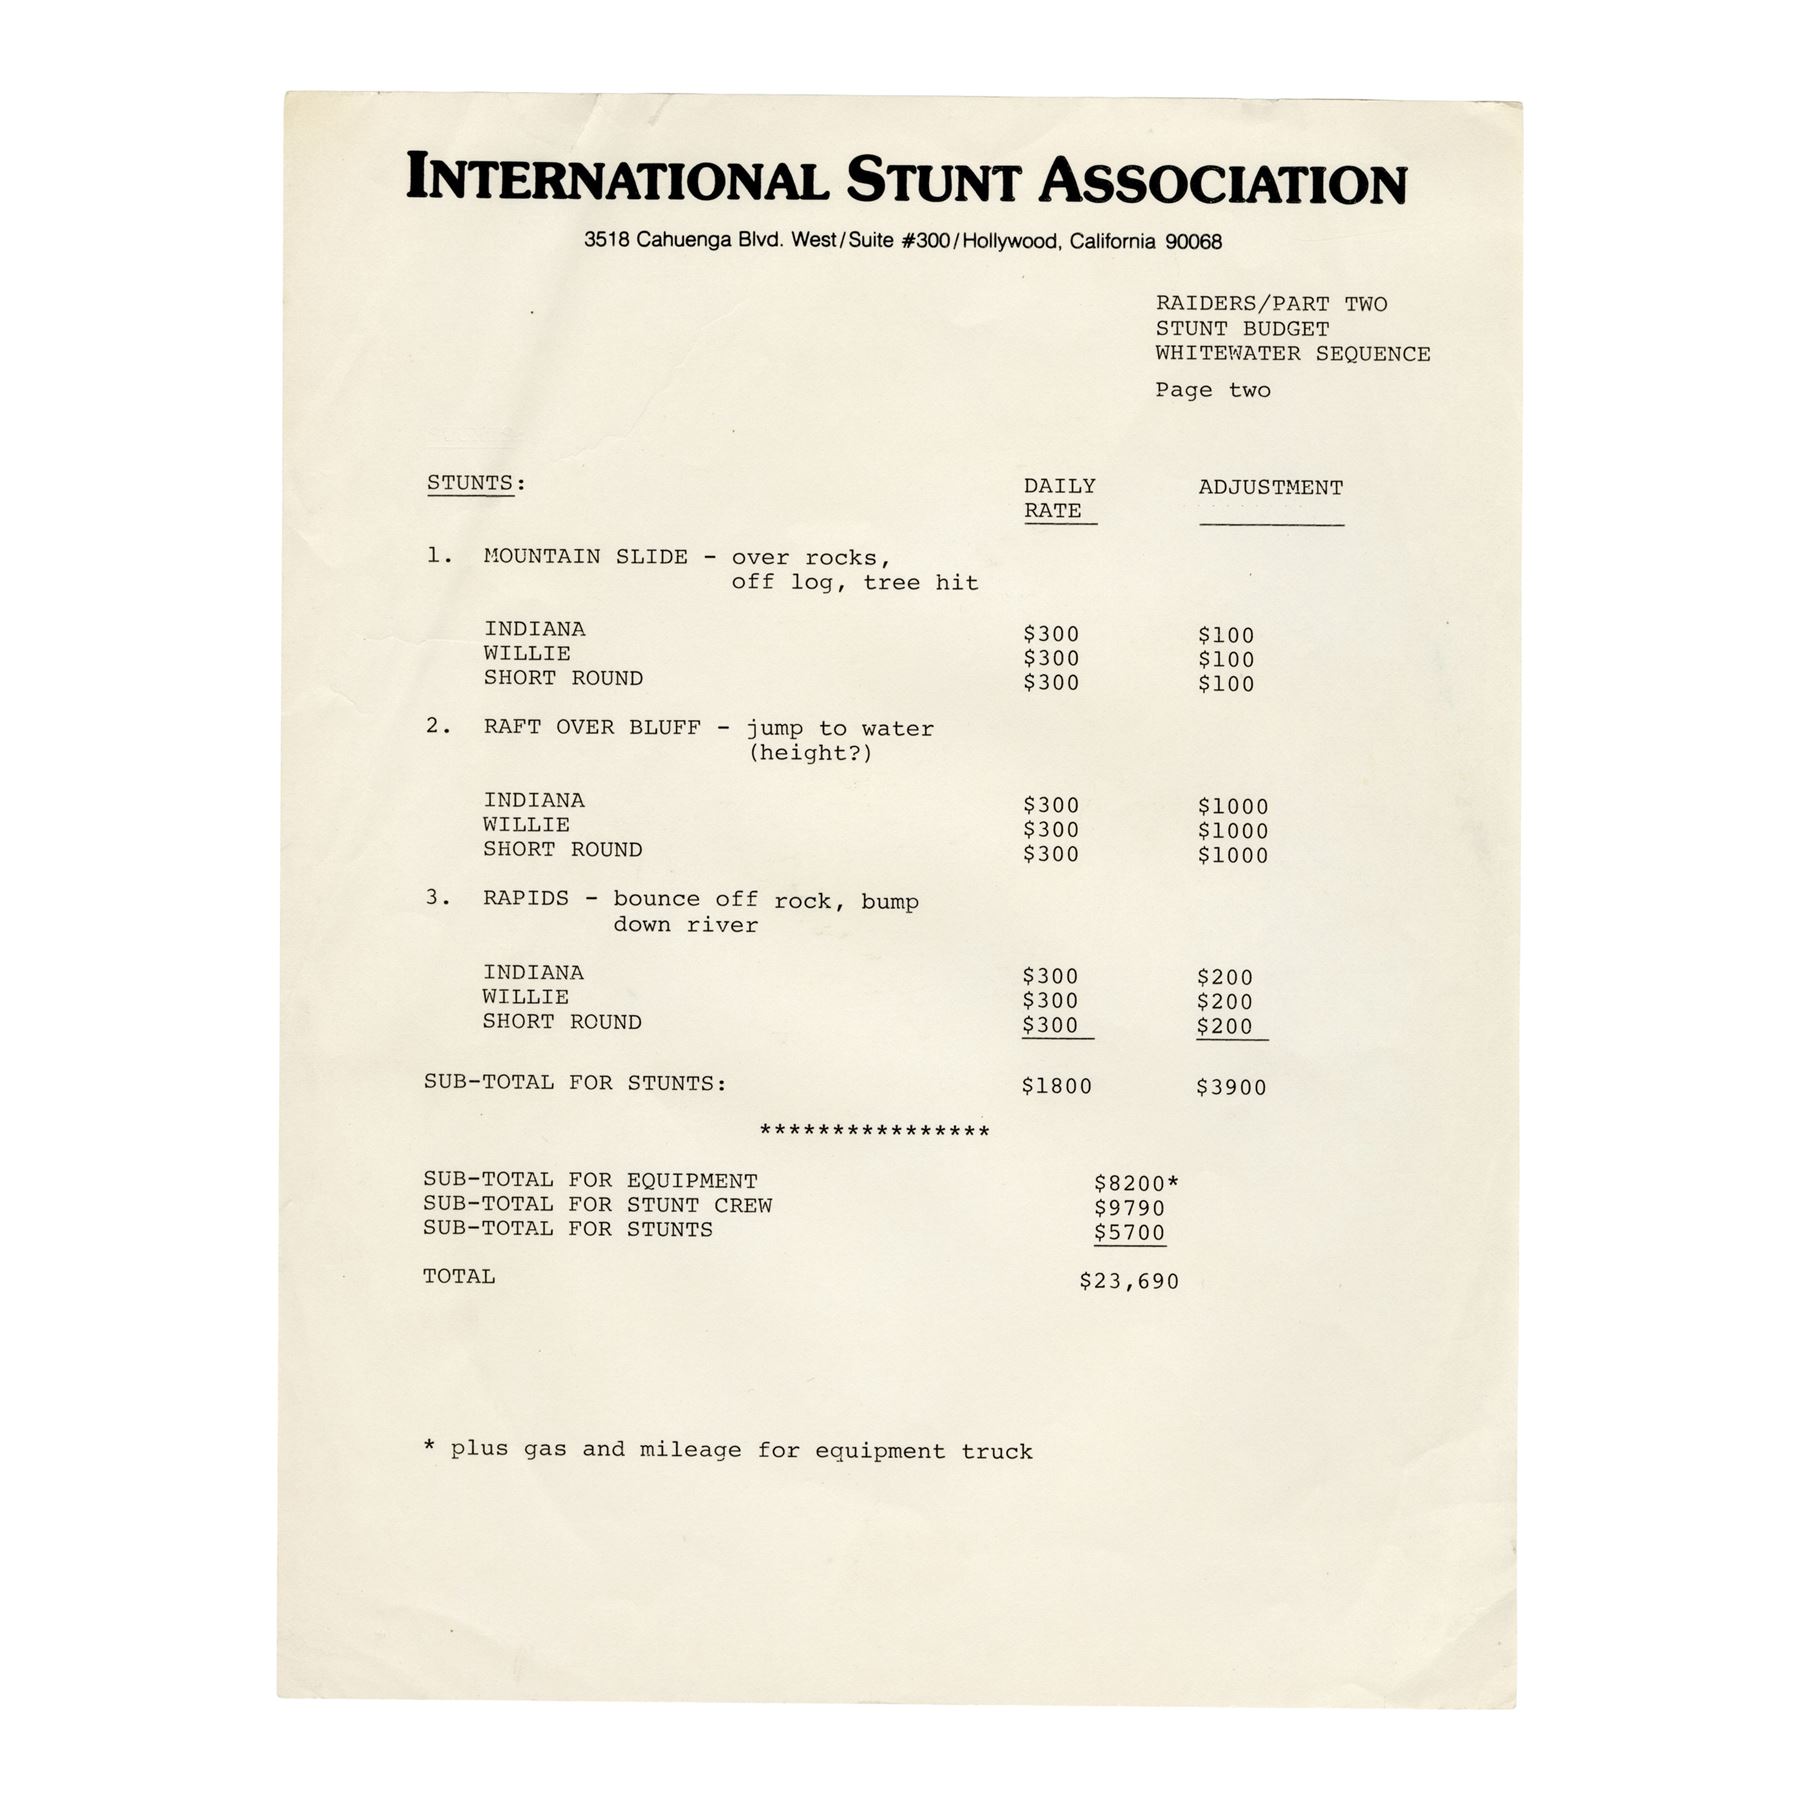 INTERNATIONAL STUNT ASSOCIATION
3518 Cahuenga Blvd. West/Suite #300/Hollywood, California 90068
RAIDERS/PART TWO
STUNT BUDGET
WHITEWATER SEQUENCE
Page two
STUNTS: DAILY ADJUSTMENT
RATE
1. MOUNTAIN SLIDE - over rocks,
off log, tree hit
INDIANA $300 $100
WILLIE $300 $100
SHORT ROUND $300 $100
2. RAFT OVER BLUFF - jump to water
(height?)
INDIANA $300 $1000
WILLIE $300 $1000
SHORT ROUND $300 $1000
3. RAPIDS - bounce off rock, bump
down river
INDIANA $300 $200
WILLIE $300 $200
SHORT ROUND $300 $200
SUB-TOTAL FOR STUNTS: $1800 $3900
****************
SUB-TOTAL FOR EQUIPMENT $8200*
SUB-TOTAL FOR STUNT CREW $9790
SUB-TOTAL FOR STUNTS $5700
TOTAL $23,690
* plus gas and mileage for equipment truck